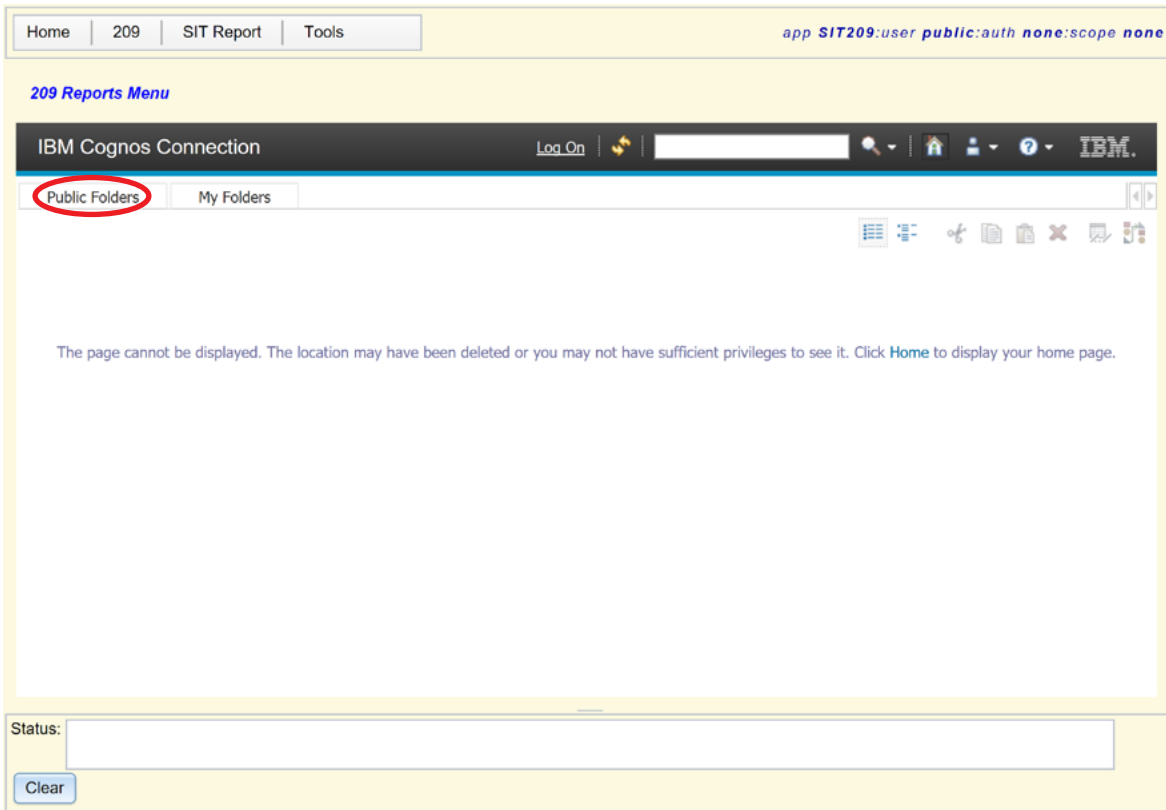 Home 209 SIT Report Tools app SIT209:user public:auth none:scope none
209 Reports Menu
IBM Cognos Connection Log On IBM.
Public Folders My Folders
The page cannot be displayed. The location may have been deleted or you may not have sufficient privileges to see it. Click Home to display your home page.
Status:
Clear